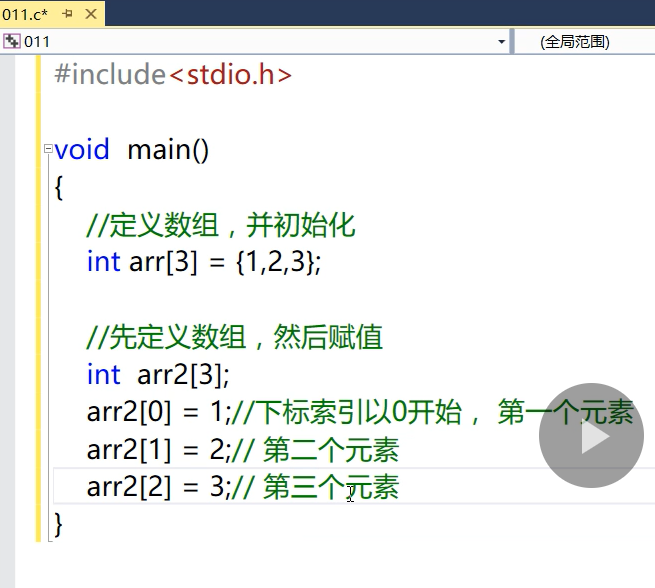 011.c*
011
(全局范围)
#include<stdio.h>
void  main()
{
//定义数组，并初始化
int arr[3] = {1,2,3};
//先定义数组，然后赋值
int  arr2[3];
arr2[0] = 1;//下标索引以0开始， 第一个元素
arr2[1] = 2;// 第二个元素
arr2[2] = 3;// 第三个元素
}